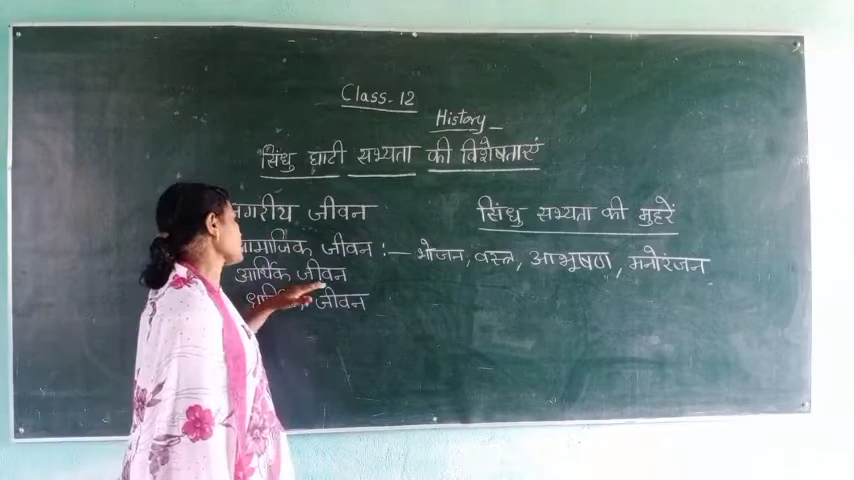 Class-12
History
सिंधु घाटी सभ्यता की विशेषताएं
नगरीय जीवन
सिंधु सभ्यता की मुहरें
सामाजिक जीवन :— भोजन, वस्त्र, आभूषण, मनोरंजन
आर्थिक जीवन
जीवन